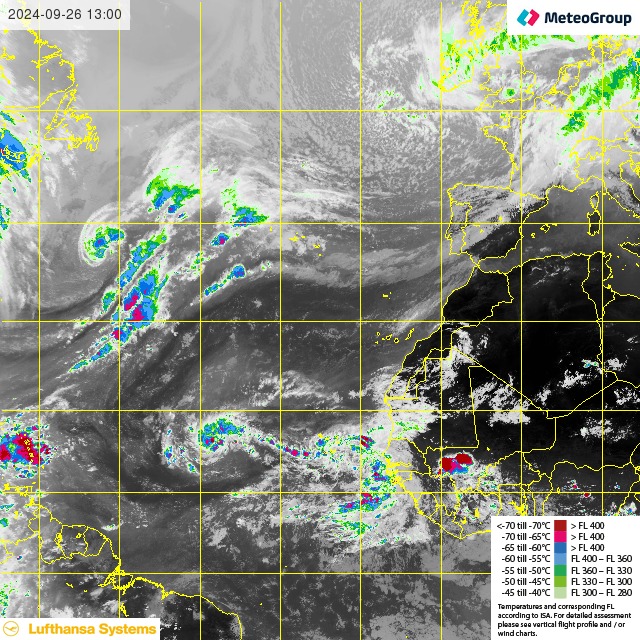 2024-09-26 13:00
MeteoGroup
<-70 till -70°C > FL 400
-70 till -65°C > FL 400
-65 till -60°C > FL 400
-60 till -55°C FL 400 – FL 360
-55 till -50°C FL 360 – FL 330
-50 till -45°C FL 330 – FL 300
-45 till -40°C FL 300 – FL 280
Temperatures and corresponding FL
according to ISA. For detailed assessment
please see vertical flight profile and / or
wind charts.
Lufthansa Systems